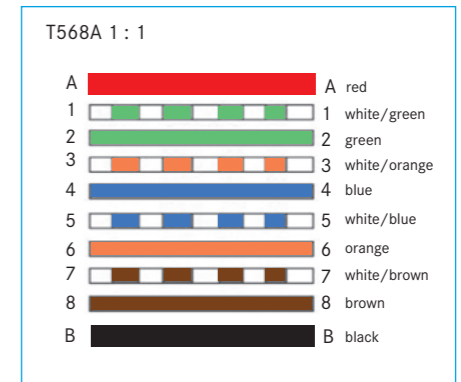 T568A 1 : 1
A A red
1 1 white/green
2 2 green
3 3 white/orange
4 4 blue
5 5 white/blue
6 6 orange
7 7 white/brown
8 8 brown
B B black